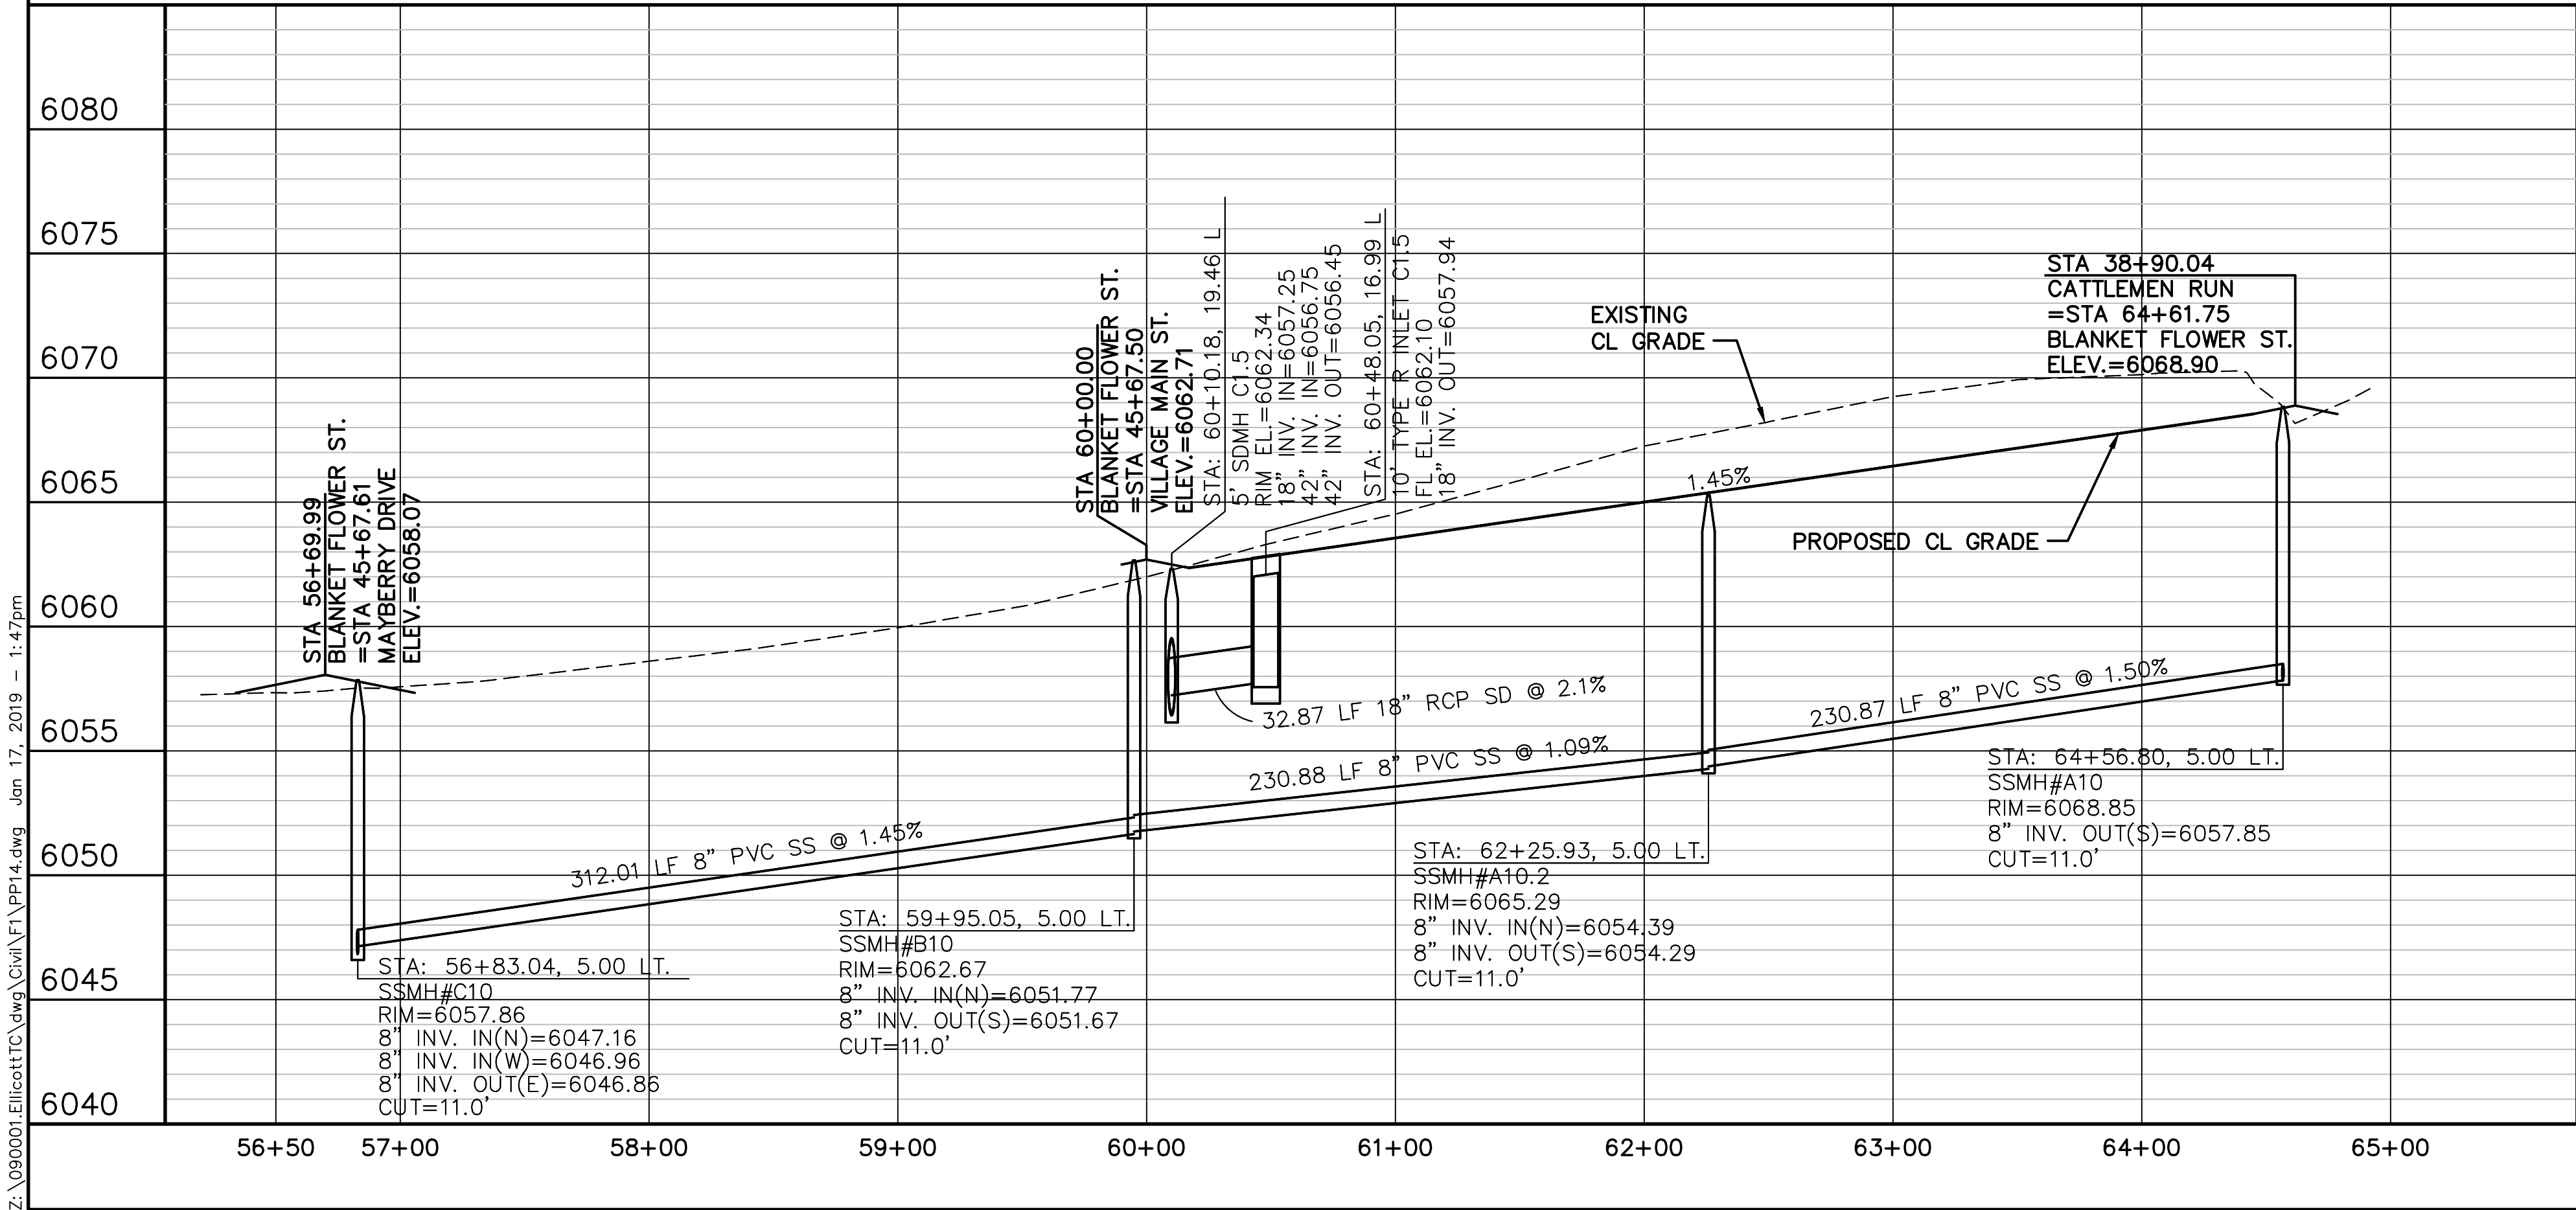 6080
6075
6070
6065
6060
6055
6050
6045
6040
STA 56+69.99
BLANKET FLOWER ST.
=STA 45+67.61
MAYBERRY DRIVE
ELEV.=6058.07
STA 60+00.00
BLANKET FLOWER ST.
=STA 45+67.50
VILLAGE MAIN ST.
ELEV.=6062.71
STA: 60+10.18, 19.46 L
5' SDMH C1.5
RIM EL.=6062.34
18" INV. IN=6057.25
42" INV. IN=6056.75
42" INV. OUT=6056.45
STA: 60+48.05, 16.99 L
10' TYPE R INLET C1.5
FL EL.=6062.10
18" INV. OUT=6057.94
EXISTING
CL GRADE
STA 38+90.04
CATTLEMEN RUN
=STA 64+61.75
BLANKET FLOWER ST.
ELEV.=6068.90
1.45%
PROPOSED CL GRADE
32.87 LF 18" RCP SD @ 2.1%
312.01 LF 8" PVC SS @ 1.45%
230.88 LF 8" PVC SS @ 1.09%
230.87 LF 8" PVC SS @ 1.50%
STA: 56+83.04, 5.00 LT.
SSMH#C10
RIM=6057.86
8" INV. IN(N)=6047.16
8" INV. IN(W)=6046.96
8" INV. OUT(E)=6046.86
CUT=11.0'
STA: 59+95.05, 5.00 LT.
SSMH#B10
RIM=6062.67
8" INV. IN(N)=6051.77
8" INV. OUT(S)=6051.67
CUT=11.0'
STA: 62+25.93, 5.00 LT.
SSMH#A10.2
RIM=6065.29
8" INV. IN(N)=6054.39
8" INV. OUT(S)=6054.29
CUT=11.0'
STA: 64+56.80, 5.00 LT.
SSMH#A10
RIM=6068.85
8" INV. OUT(S)=6057.85
CUT=11.0'
56+50 57+00 58+00 59+00 60+00 61+00 62+00 63+00 64+00 65+00
Z:\090001.EllicottTC\dwg\Civil\F1\PP14.dwg Jan 17, 2019 - 1:47pm